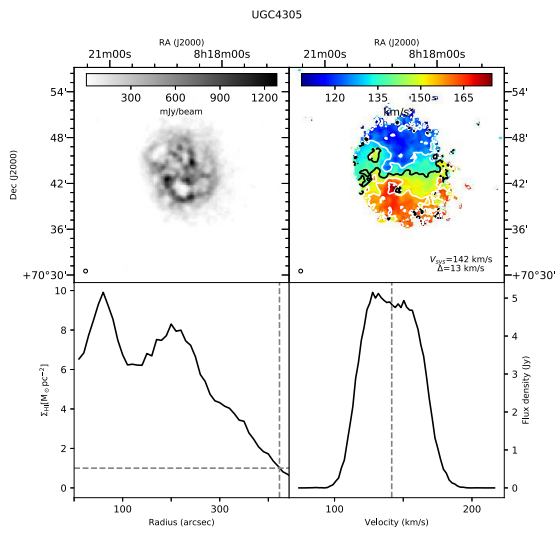 UGC4305
RA (J2000)
RA (J2000)
21m00s 8h18m00s
21m00s 8h18m00s
54'
54'
300 600 900 1200
mJy/beam
120 135 150 165
km/s
48'
48'
Dec (J2000)
42'
42'
36'
36'
V_sys=142 km/s
Δ=13 km/s
+70°30'
+70°30'
10
8
6
4
2
0
Σ_HI[M⊙pc⁻²]
5
4
3
2
1
0
Flux density (Jy)
100 200 300 400
Radius (arcsec)
100 200
Velocity (km/s)